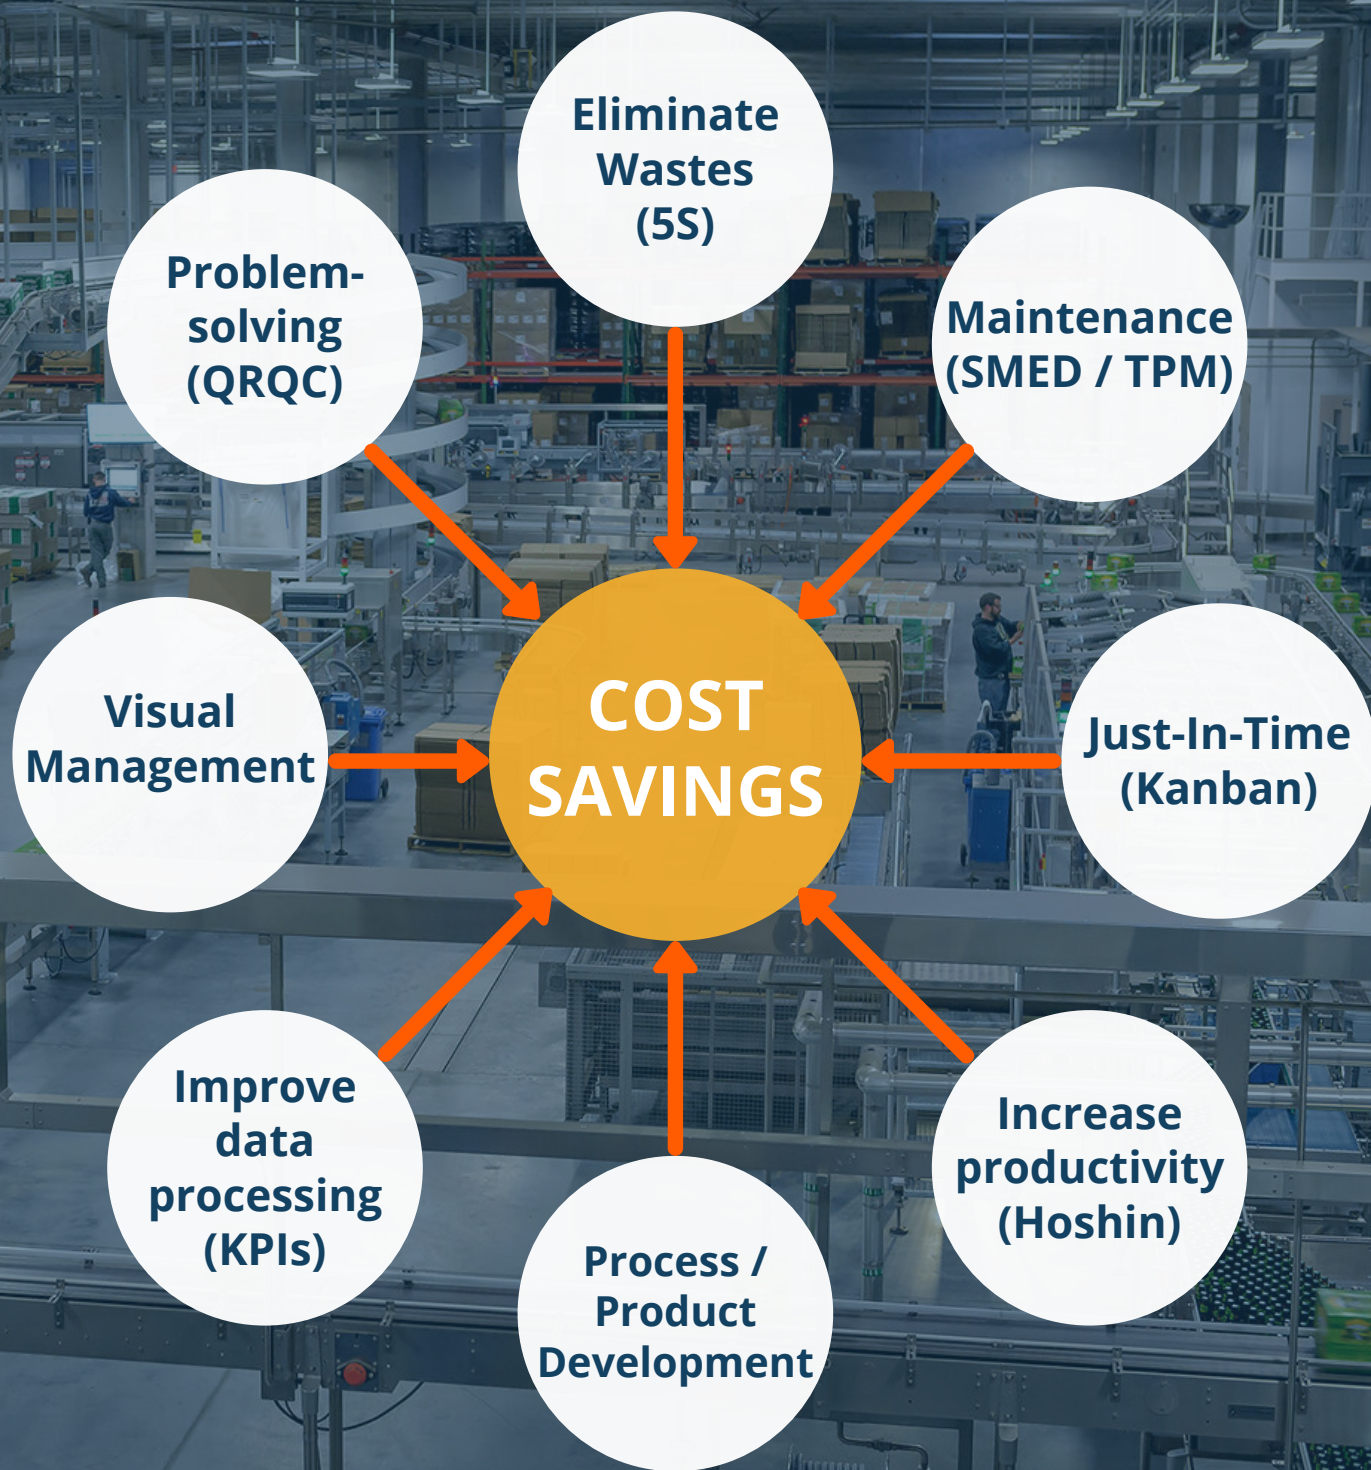 Eliminate
Wastes
(5S)
Problem-
solving
(QRQC)
Maintenance
(SMED / TPM)
COST
SAVINGS
Visual
Management
Just-In-Time
(Kanban)
Improve
data
processing
(KPIs)
Increase
productivity
(Hoshin)
Process /
Product
Development